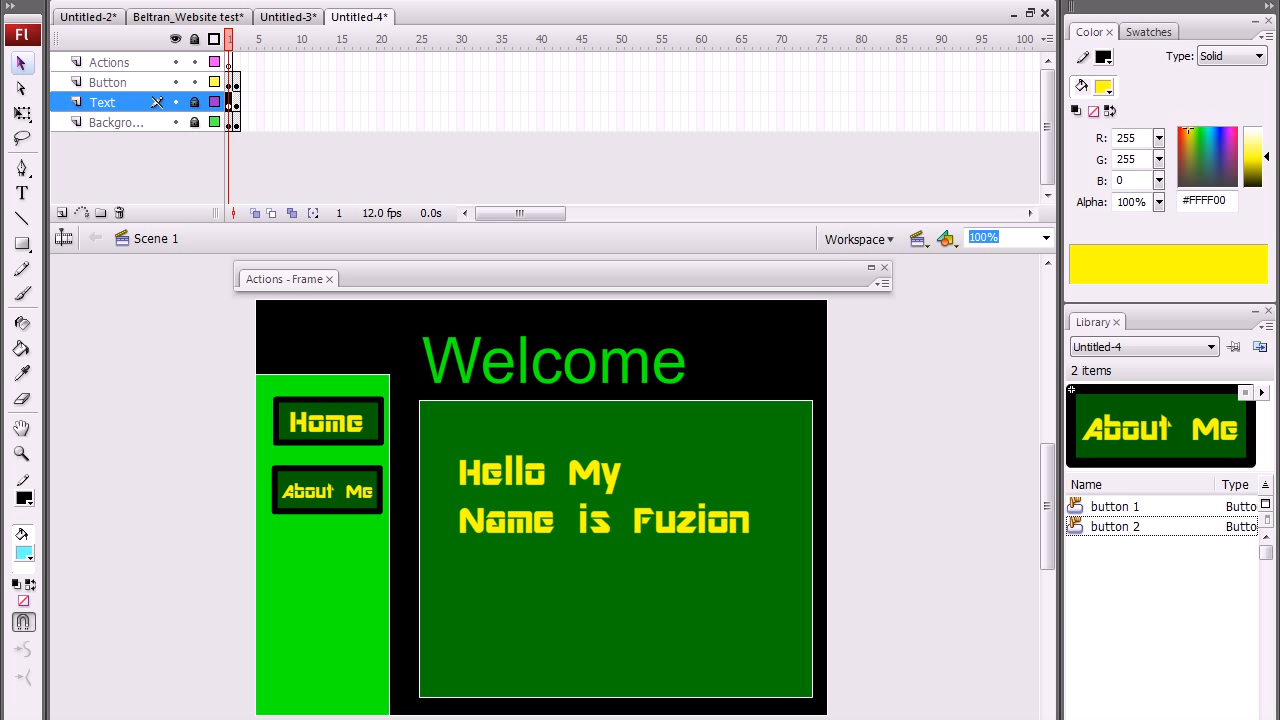 Untitled-2* Beltran_Website test* Untitled-3* Untitled-4*
Fl
1 5 10 15 20 25 30 35 40 45 50 55 60 65 70 75 80 85 90 95 100
Actions
Button
Text
Backgro...
1 12.0 fps 0.0s
Scene 1
Workspace
100%
Actions - Frame
Welcome
Home
About Me
Hello My
Name is Fuzion
Color Swatches
Type: Solid
R: 255
G: 255
B: 0
Alpha: 100% #FFFF00
Library
Untitled-4
2 items
About Me
Name Type
button 1 Butto
button 2 Butto
T